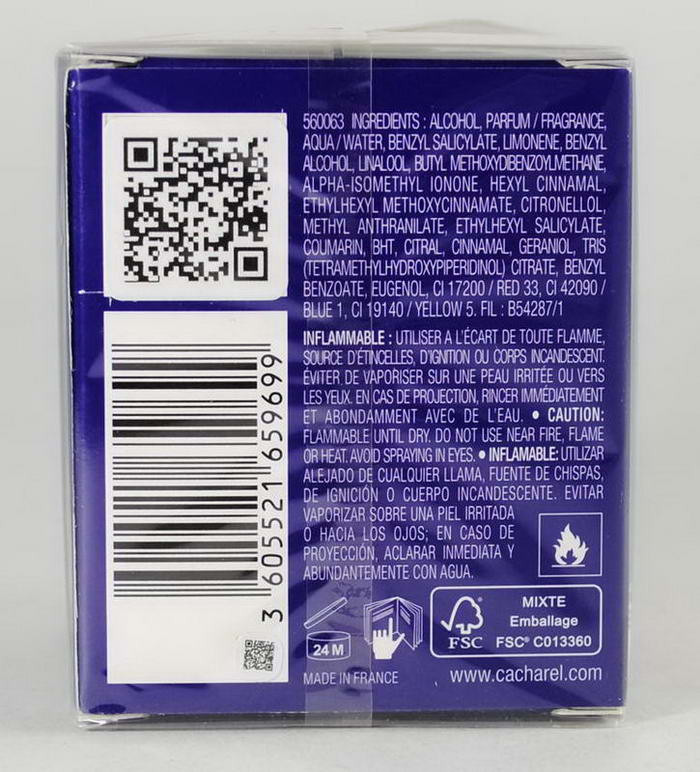 560063 INGREDIENTS : ALCOHOL, PARFUM / FRAGRANCE,
AQUA / WATER, BENZYL SALICYLATE, LIMONENE, BENZYL
ALCOHOL, LINALOOL, BUTYL METHOXYDIBENZOYLMETHANE,
ALPHA-ISOMETHYL IONONE, HEXYL CINNAMAL,
ETHYLHEXYL METHOXYCINNAMATE, CITRONELLOL,
METHYL ANTHRANILATE, ETHYLHEXYL SALICYLATE,
COUMARIN, BHT, CITRAL, CINNAMAL, GERANIOL, TRIS
(TETRAMETHYLHYDROXYPIPERIDINOL) CITRATE, BENZYL
BENZOATE, EUGENOL, CI 17200 / RED 33, CI 42090 /
BLUE 1, CI 19140 / YELLOW 5. FIL : B54287/1
INFLAMMABLE : UTILISER A L'ÉCART DE TOUTE FLAMME,
SOURCE D'ÉTINCELLES, D'IGNITION OU CORPS INCANDESCENT.
ÉVITER DE VAPORISER SUR UNE PEAU IRRITÉE OU VERS
LES YEUX. EN CAS DE PROJECTION, RINCER IMMÉDIATEMENT
ET ABONDAMMENT AVEC DE L'EAU. • CAUTION:
FLAMMABLE UNTIL DRY. DO NOT USE NEAR FIRE, FLAME
OR HEAT. AVOID SPRAYING IN EYES. • INFLAMABLE: UTILIZAR
ALEJADO DE CUALQUIER LLAMA, FUENTE DE CHISPAS,
DE IGNICIÓN O CUERPO INCANDESCENTE. EVITAR
VAPORIZAR SOBRE UNA PIEL IRRITADA
O HACIA LOS OJOS; EN CASO DE
PROYECCIÓN, ACLARAR INMEDIATA Y
ABUNDANTEMENTE CON AGUA.
3 605521 659699
24 M
FSC
MIXTE
Emballage
FSC® C013360
MADE IN FRANCE
www.cacharel.com